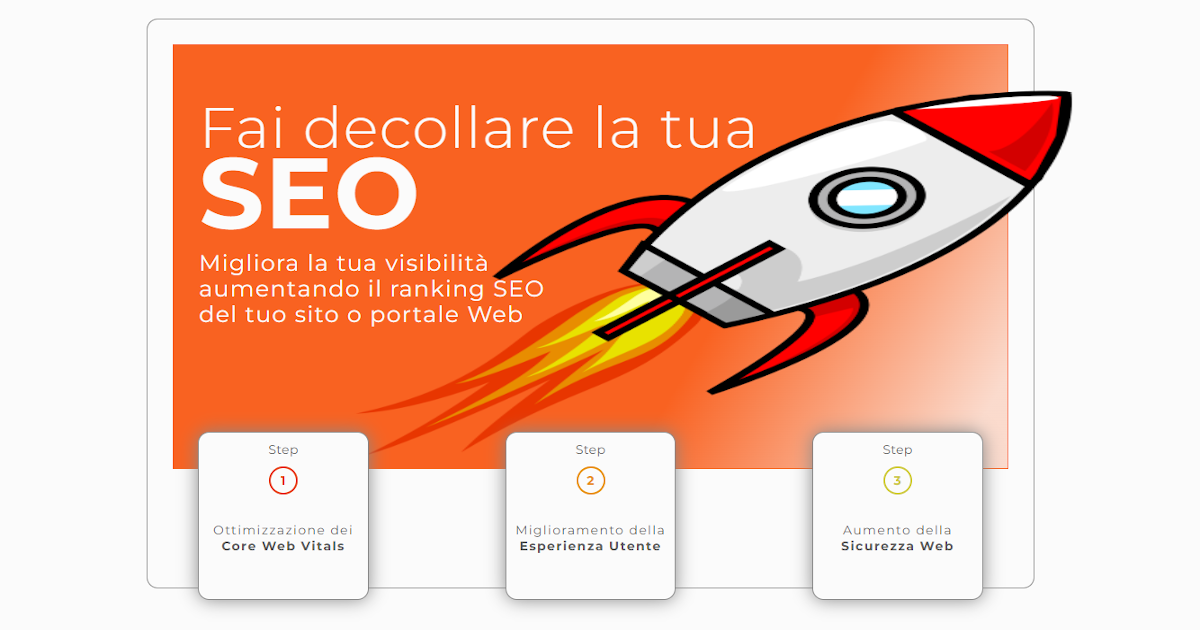 Fai decollare la tua
SEO
Migliora la tua visibilità
aumentando il ranking SEO
del tuo sito o portale Web
Step
1
Ottimizzazione dei
Core Web Vitals
Step
2
Miglioramento della
Esperienza Utente
Step
3
Aumento della
Sicurezza Web